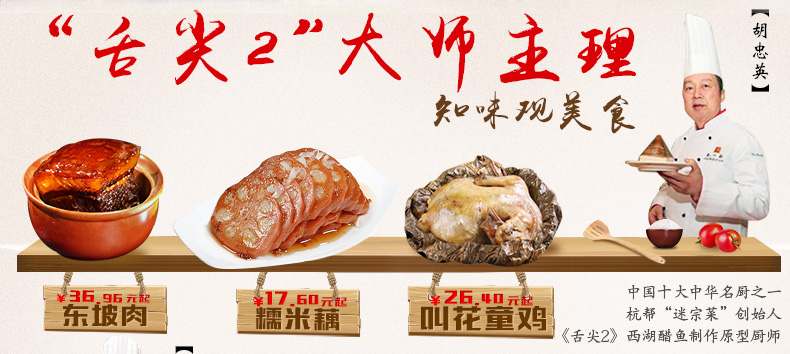 “舌尖2”大师主理
知味观美食
【胡忠英】
¥36.96元起
东坡肉
¥17.60元起
糯米藕
¥26.40元起
叫花童鸡
中国十大中华名厨之一
杭帮“迷宗菜”创始人
《舌尖2》西湖醋鱼制作原型厨师